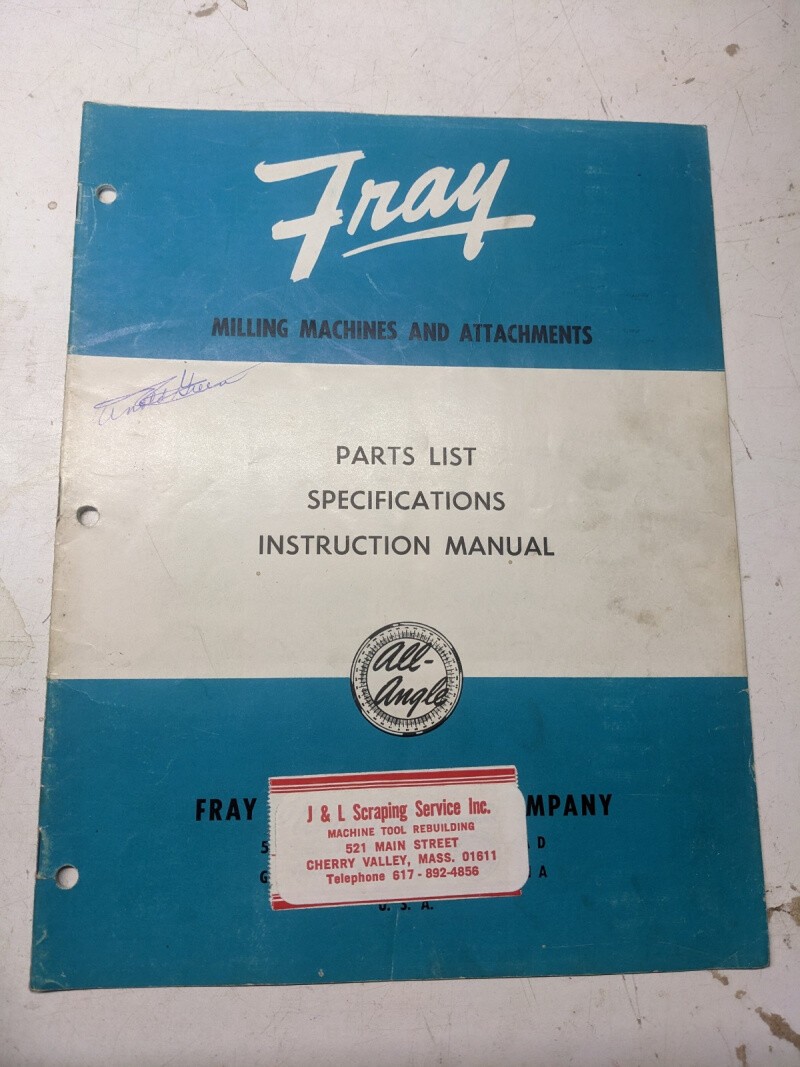 Fray
MILLING MACHINES AND ATTACHMENTS
PARTS LIST
SPECIFICATIONS
INSTRUCTION MANUAL
All-
Angle
FRAY
J & L Scraping Service Inc.
MACHINE TOOL REBUILDING
521 MAIN STREET
CHERRY VALLEY, MASS. 01611
Telephone 617-892-4856
U. S. A.